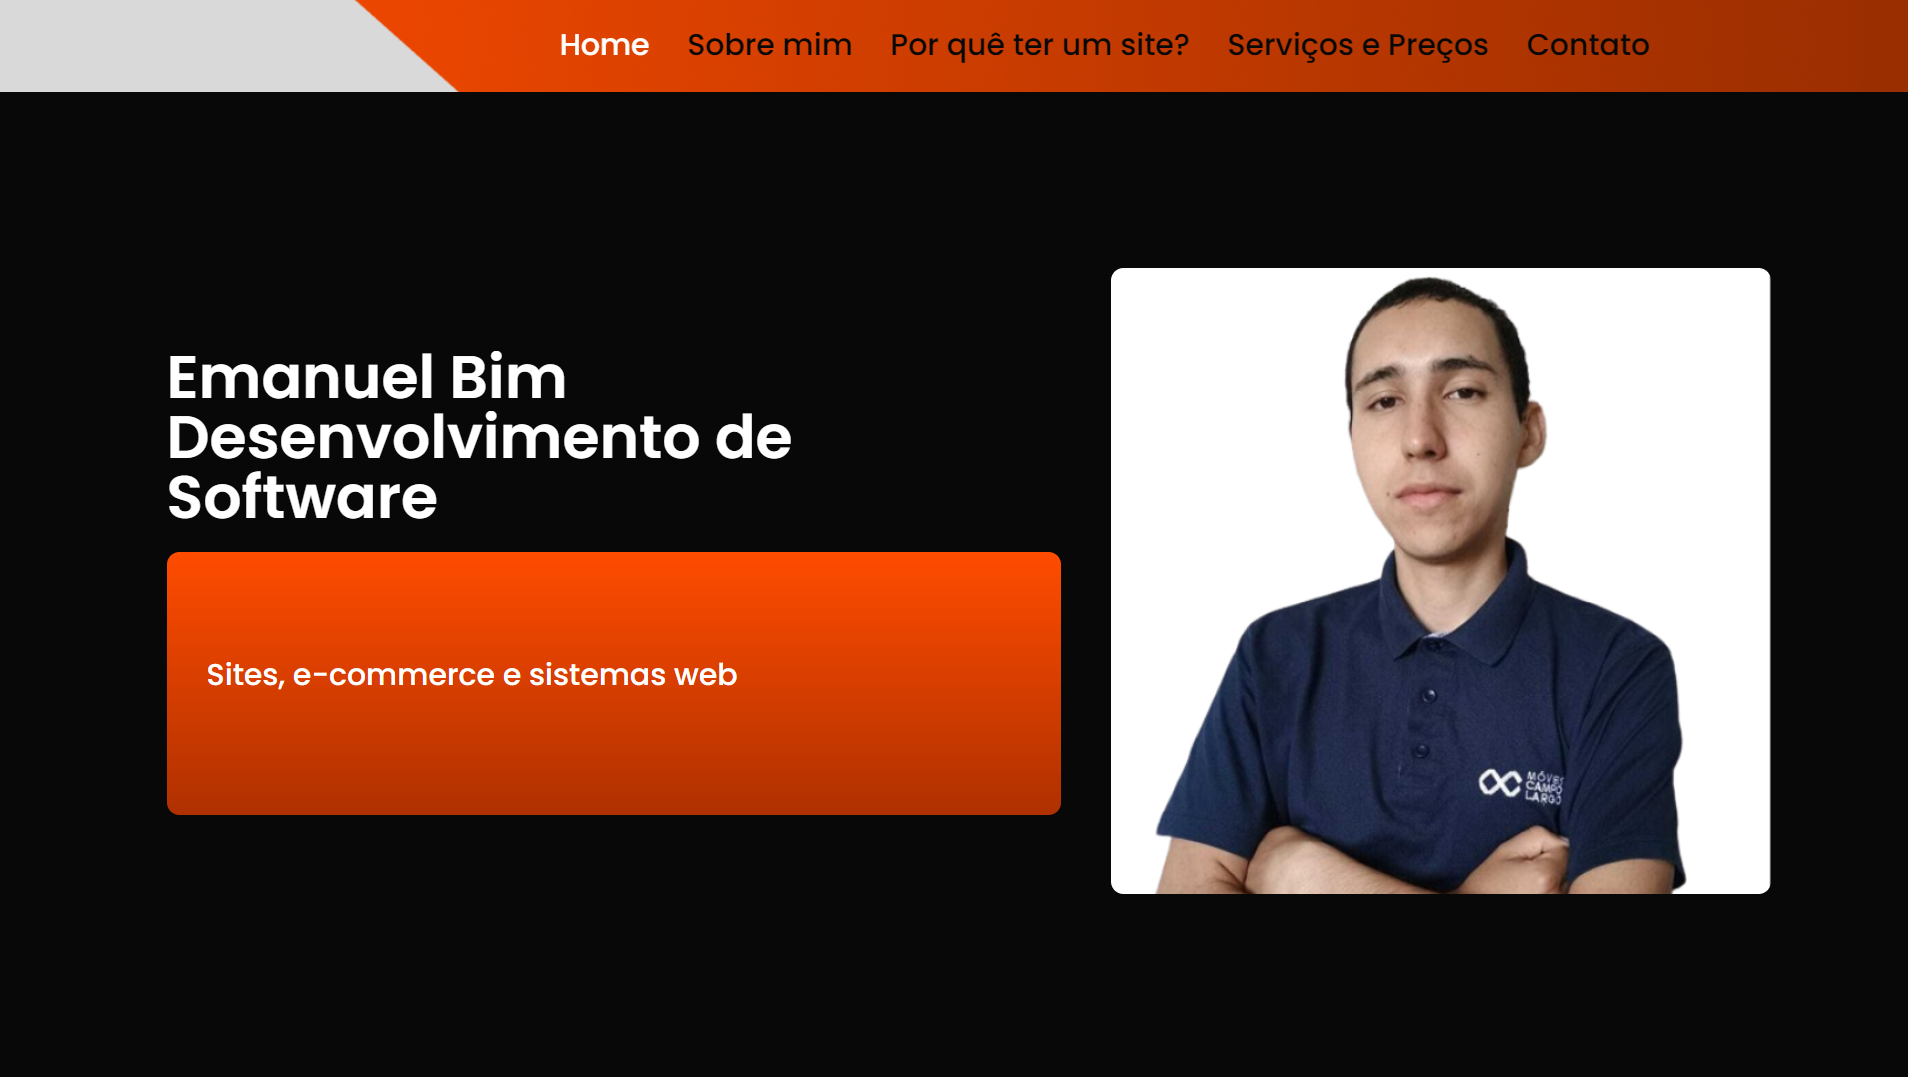 Home Sobre mim Por quê ter um site? Serviços e Preços Contato
Emanuel Bim
Desenvolvimento de
Software
Sites, e-commerce e sistemas web
MÓVEIS
CAMPO
LARGO